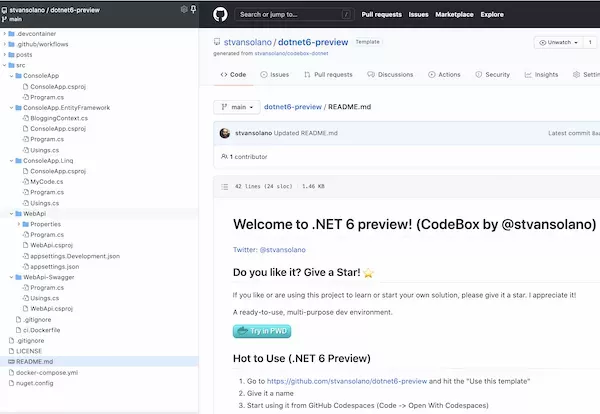 stvansolano / dotnet6-preview
main
.devcontainer
.github/workflows
posts
src
ConsoleApp
ConsoleApp.csproj
Program.cs
ConsoleApp.EntityFramework
BloggingContext.cs
ConsoleApp.csproj
Program.cs
Usings.cs
ConsoleApp.Linq
ConsoleApp.csproj
MyCode.cs
Program.cs
Usings.cs
WebApi
Properties
Program.cs
WebApi.csproj
appsettings.Development.json
appsettings.json
WebApi-Swagger
Program.cs
Usings.cs
WebApi.csproj
.gitignore
ci.Dockerfile
.gitignore
LICENSE
README.md
docker-compose.yml
nuget.config
Search or jump to... / Pull requests Issues Marketplace Explore
stvansolano / dotnet6-preview Template
generated from stvansolano/codebox-dotnet
Unwatch 1
Code Issues Pull requests Discussions Actions Security Insights Settin
main dotnet6-preview / README.md
stvansolano Updated README.md Latest commit
1 contributor
42 lines (24 sloc) 1.46 KB
Welcome to .NET 6 preview! (CodeBox by @stvansolano)
Twitter: @stvansolano
Do you like it? Give a Star! ⭐
If you like or are using this project to learn or start your own solution, please give it a star. I appreciate it!
A ready-to-use, multi-purpose dev environment.
Try in PWD
Hot to Use (.NET 6 Preview)
1. Go to https://github.com/stvansolano/dotnet6-preview and hit the "Use this template"
2. Give it a name
3. Start using it from GitHub Codespaces (Code -> Open With Codespaces)